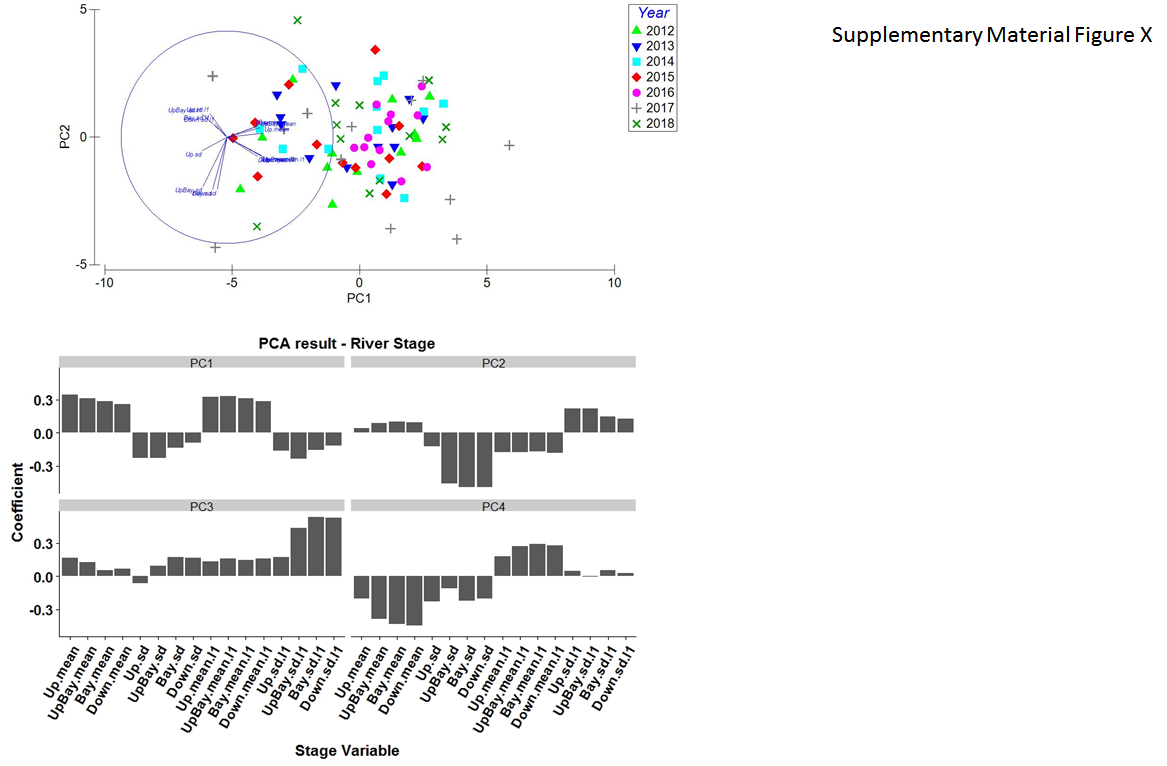 Supplementary Material Figure X
Year
2012
2013
2014
2015
2016
2017
2018
5
0
-5
PC2
Up.sd
Up.mean
-10
-5
0
5
10
PC1
PCA result - River Stage
PC1
PC2
0.3
0.0
-0.3
PC3
PC4
0.3
0.0
-0.3
Coefficient
Up.mean
UpBay.mean
Bay.mean
Down.mean
Up.sd
UpBay.sd
Bay.sd
Down.sd
Up.mean.l1
UpBay.mean.l1
Bay.mean.l1
Down.mean.l1
Up.sd.l1
UpBay.sd.l1
Bay.sd.l1
Down.sd.l1
Up.mean
UpBay.mean
Bay.mean
Down.mean
Up.sd
UpBay.sd
Bay.sd
Down.sd
Up.mean.l1
UpBay.mean.l1
Bay.mean.l1
Down.mean.l1
Up.sd.l1
UpBay.sd.l1
Bay.sd.l1
Down.sd.l1
Stage Variable